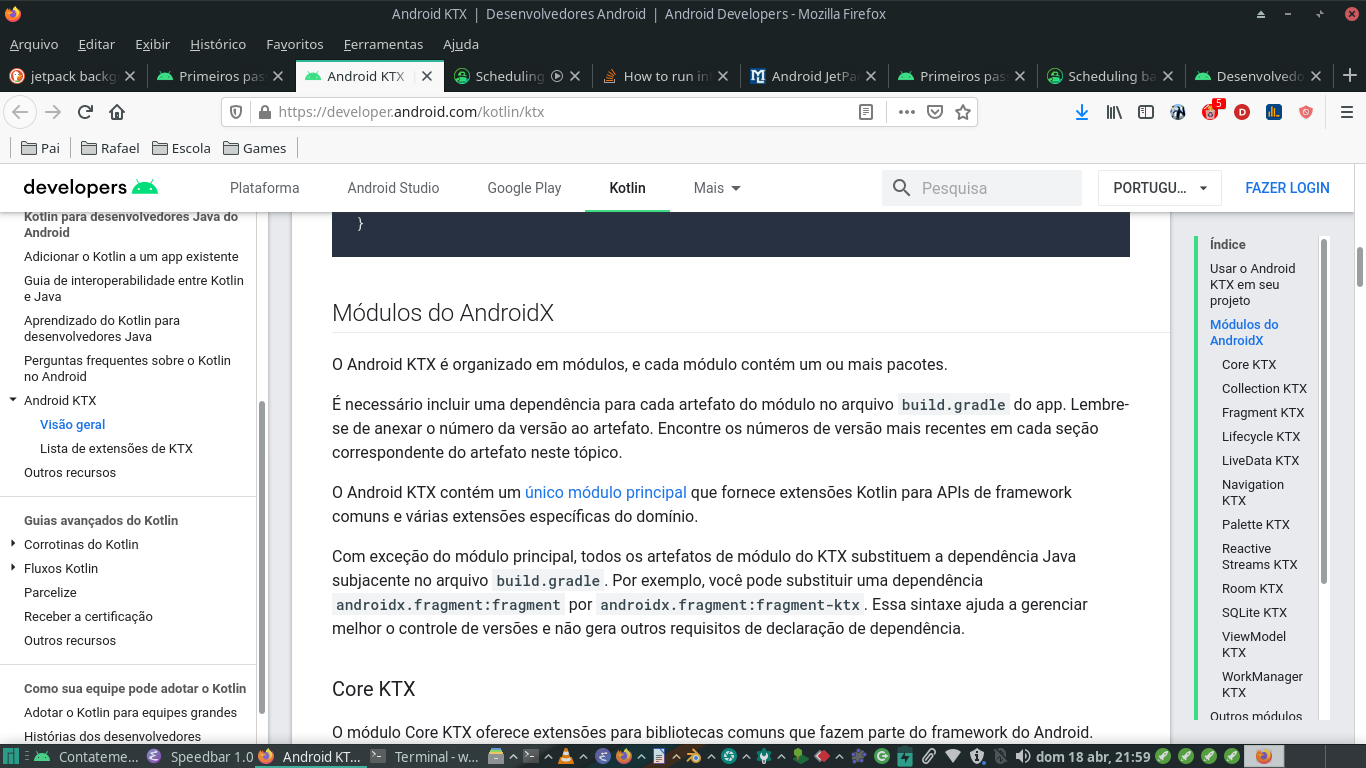 Android KTX | Desenvolvedores Android | Android Developers - Mozilla Firefox
Arquivo Editar Exibir Histórico Favoritos Ferramentas Ajuda
jetpack backg
Primeiros pas
Android KTX
Scheduling
How to run in
Android JetPa
Primeiros pas
Scheduling ba
Desenvolvedo
https://developer.android.com/kotlin/ktx
5
Pai Rafael Escola Games
developers
Plataforma Android Studio Google Play Kotlin Mais
Pesquisa
PORTUGU...
FAZER LOGIN
Kotlin para desenvolvedores Java do
Android
Adicionar o Kotlin a um app existente
Guia de interoperabilidade entre Kotlin
e Java
Aprendizado do Kotlin para
desenvolvedores Java
Perguntas frequentes sobre o Kotlin
no Android
Android KTX
Visão geral
Lista de extensões de KTX
Outros recursos
Guias avançados do Kotlin
Corrotinas do Kotlin
Fluxos Kotlin
Parcelize
Receber a certificação
Outros recursos
Como sua equipe pode adotar o Kotlin
Adotar o Kotlin para equipes grandes
Histórias dos desenvolvedores
}
Módulos do AndroidX
O Android KTX é organizado em módulos, e cada módulo contém um ou mais pacotes.
É necessário incluir uma dependência para cada artefato do módulo no arquivo build.gradle do app. Lembre-
se de anexar o número da versão ao artefato. Encontre os números de versão mais recentes em cada seção
correspondente do artefato neste tópico.
O Android KTX contém um único módulo principal que fornece extensões Kotlin para APIs de framework
comuns e várias extensões específicas do domínio.
Com exceção do módulo principal, todos os artefatos de módulo do KTX substituem a dependência Java
subjacente no arquivo build.gradle. Por exemplo, você pode substituir uma dependência
androidx.fragment:fragment por androidx.fragment:fragment-ktx. Essa sintaxe ajuda a gerenciar
melhor o controle de versões e não gera outros requisitos de declaração de dependência.
Core KTX
O módulo Core KTX oferece extensões para bibliotecas comuns que fazem parte do framework do Android.
Índice
Usar o Android
KTX em seu
projeto
Módulos do
AndroidX
Core KTX
Collection KTX
Fragment KTX
Lifecycle KTX
LiveData KTX
Navigation
KTX
Palette KTX
Reactive
Streams KTX
Room KTX
SQLite KTX
ViewModel
KTX
WorkManager
KTX
Outros módulos
Contateme... Speedbar 1.0 Android KT... Terminal - w... dom 18 abr, 21:59